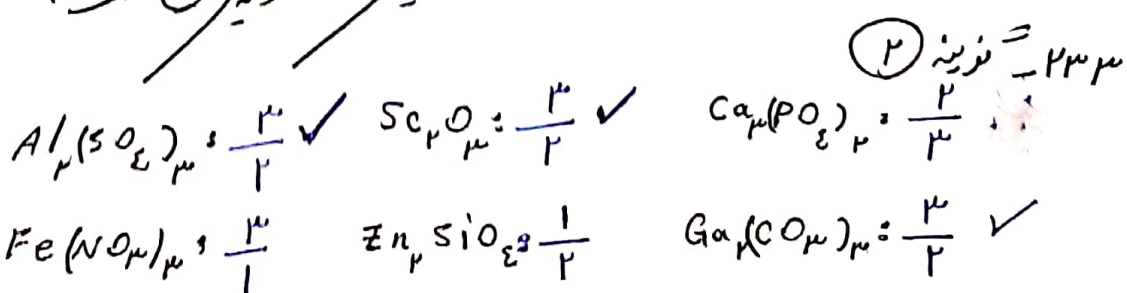 ۲۳۳ _ گزینه ۲
Al۲(SO۴)۳ : ۳/۲ ✓ Sc۲O۳ : ۳/۲ ✓ Ca۳(PO۴)۲ : ۲/۳
Fe(NO۳)۳ : ۳/۱ Zn۲SiO۴ : ۱/۲ Ga۲(CO۳)۳ : ۳/۲ ✓